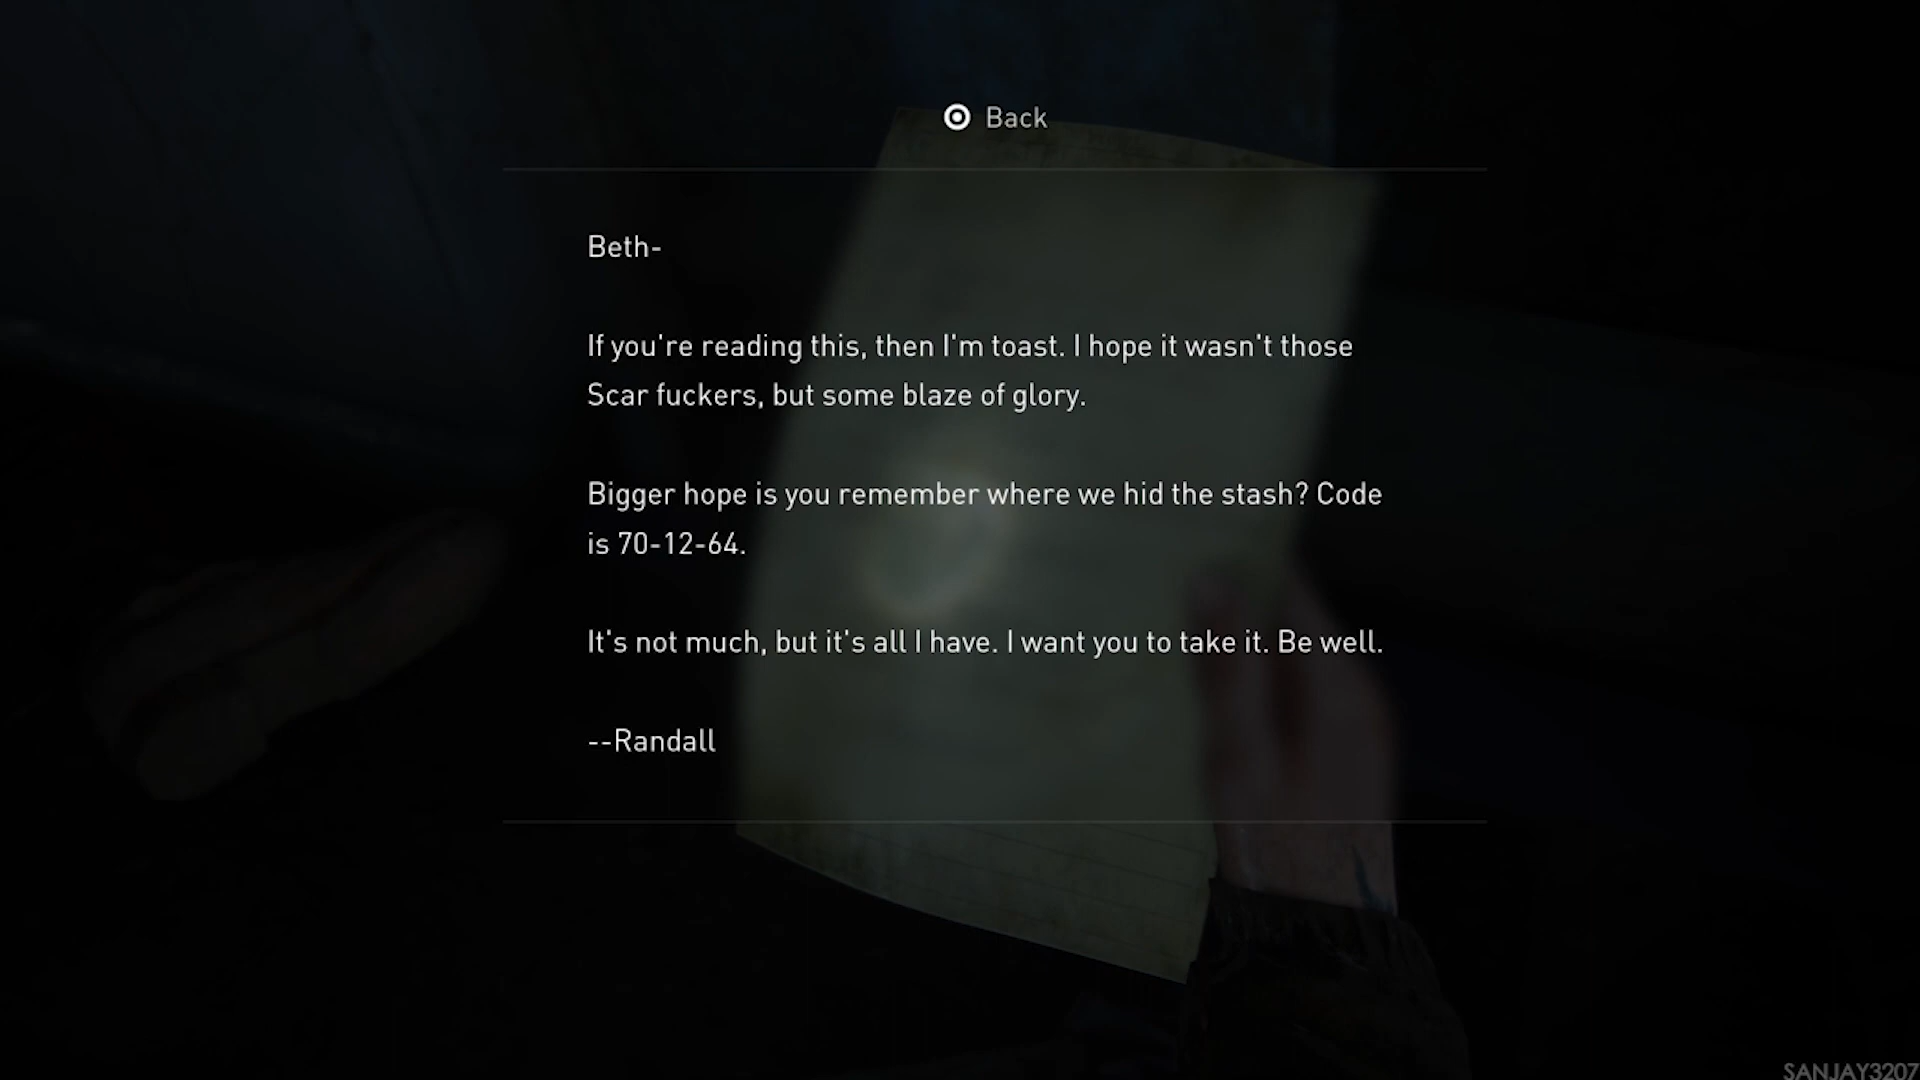 Back
Beth-
If you're reading this, then I'm toast. I hope it wasn't those
Scar fuckers, but some blaze of glory.
Bigger hope is you remember where we hid the stash? Code
is 70-12-64.
It's not much, but it's all I have. I want you to take it. Be well.
--Randall
SANJAY3207